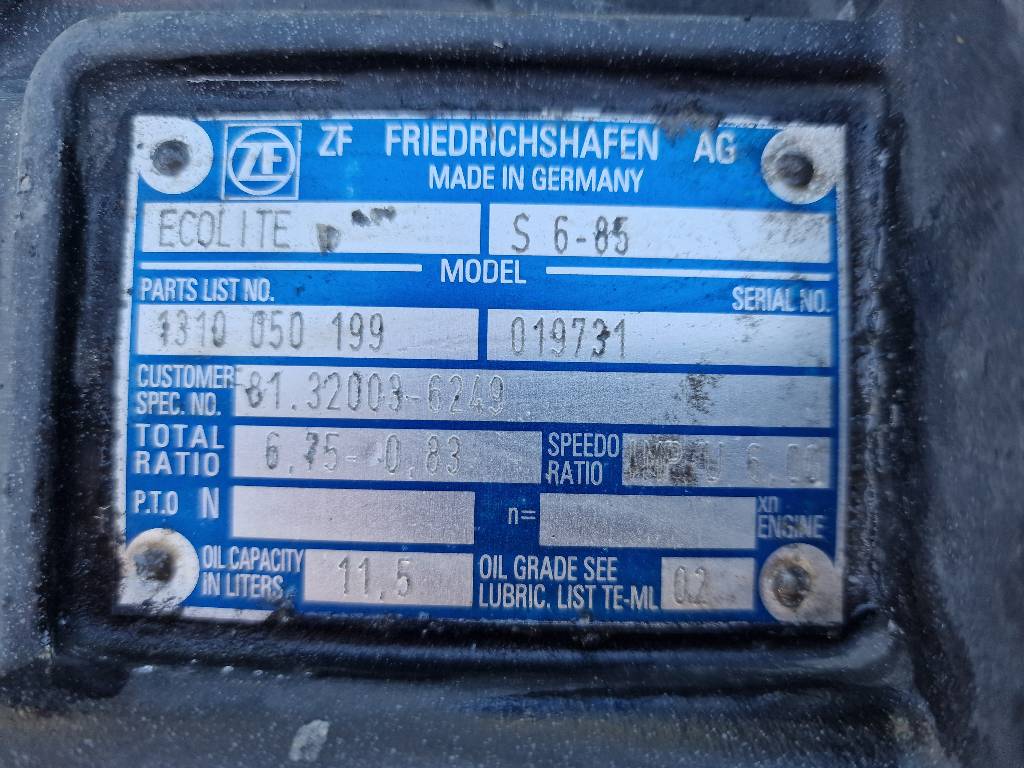 ZF ZF FRIEDRICHSHAFEN AG
MADE IN GERMANY
ECOLITE S 6-85
MODEL
PARTS LIST NO. SERIAL NO.
1310 050 199 019731
CUSTOMER
SPEC. NO. 81.32003-6249
TOTAL
RATIO 6,75- 0,83
SPEEDO
RATIO
P.T.O N n= xn
ENGINE
OIL CAPACITY
IN LITERS 11,5
OIL GRADE SEE
LUBRIC. LIST TE-ML 02